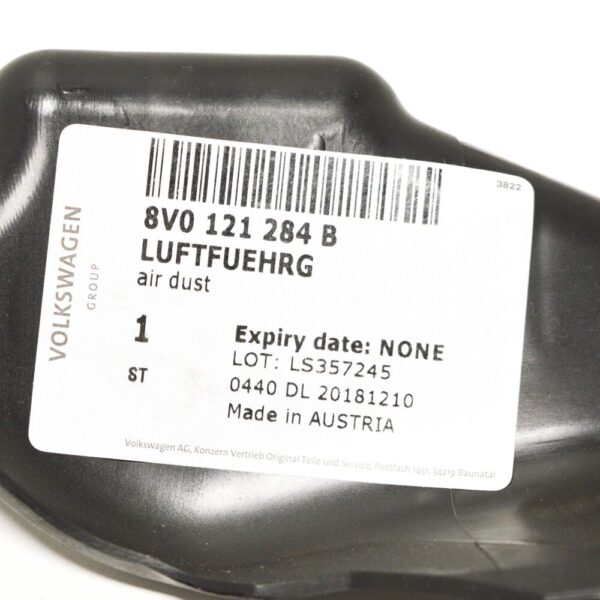 3822
8V0 121 284 B
LUFTFUEHRG
air dust
VOLKSWAGEN
GROUP
1
ST
Expiry date: NONE
LOT: LS357245
0440 DL 20181210
Made in AUSTRIA
Volkswagen AG, Konzern Vertrieb Original Teile und Service, Postfach 1451, 34219 Baunatal